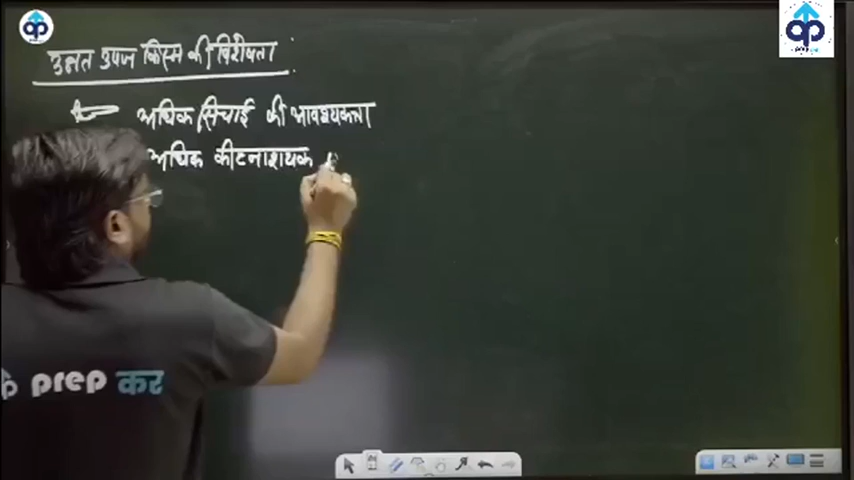 उन्नत उपज किस्म की विशेषता
अधिक सिंचाई की आवश्यकता
अधिक कीटनाशक
prep कर